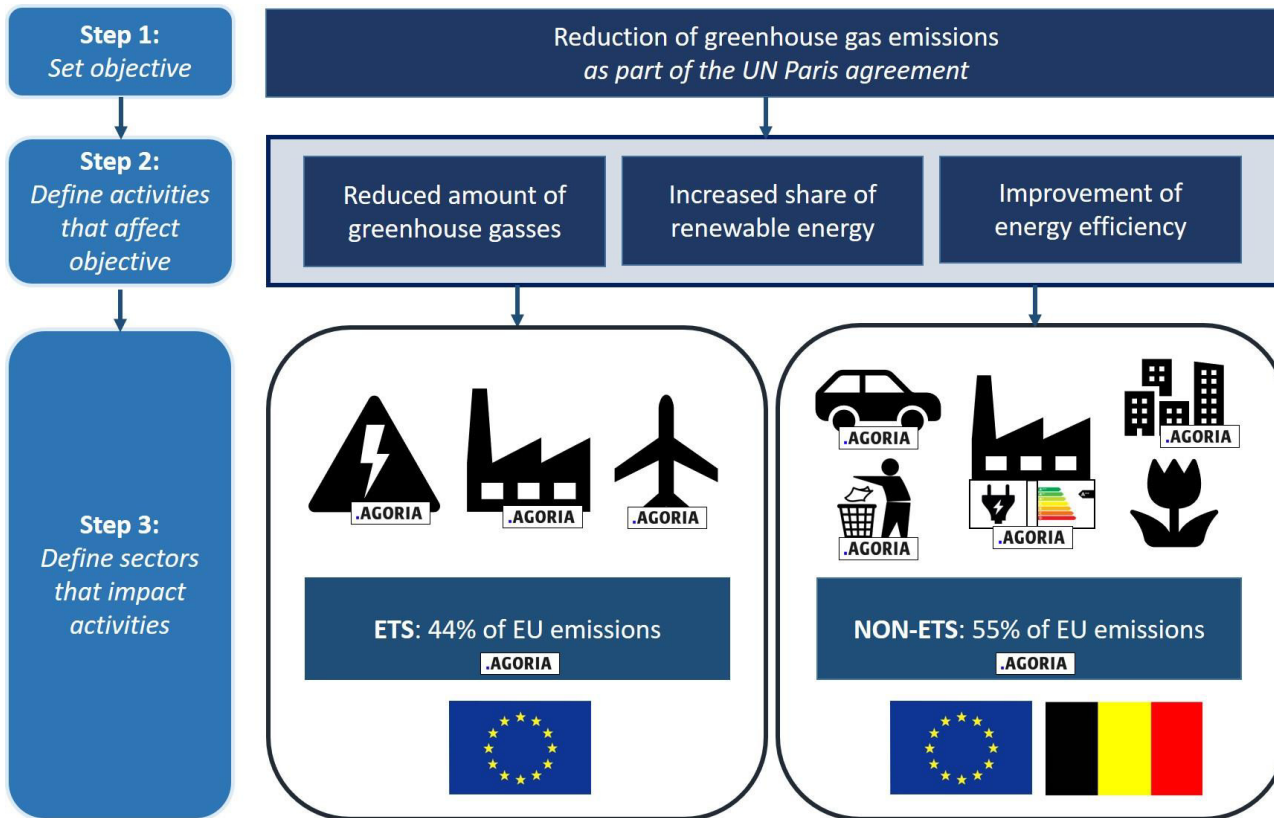 Step 1:
Set objective
Reduction of greenhouse gas emissions
as part of the UN Paris agreement
Step 2:
Define activities
that affect
objective
Reduced amount of
greenhouse gasses
Increased share of
renewable energy
Improvement of
energy efficiency
Step 3:
Define sectors
that impact
activities
.AGORIA
.AGORIA
.AGORIA
ETS: 44% of EU emissions
.AGORIA
.AGORIA
.AGORIA
.AGORIA
.AGORIA
NON-ETS: 55% of EU emissions
.AGORIA